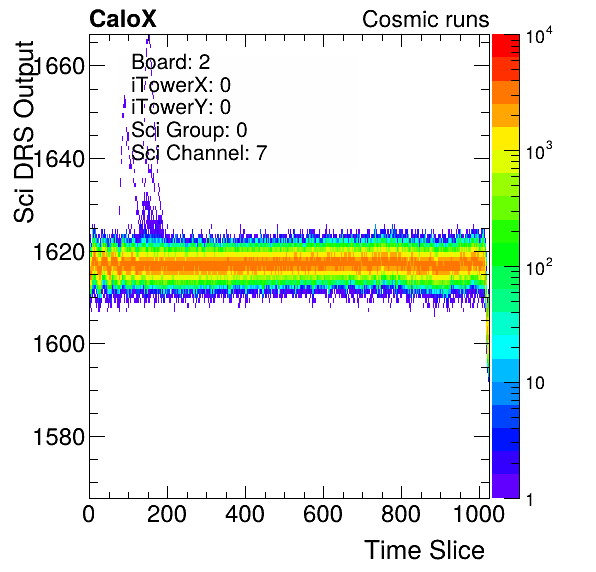 CaloX Cosmic runs
Sci DRS Output
1660
1640
1620
1600
1580
Board: 2
iTowerX: 0
iTowerY: 0
Sci Group: 0
Sci Channel: 7
10^4
10^3
10^2
10
1
0 200 400 600 800 1000
Time Slice